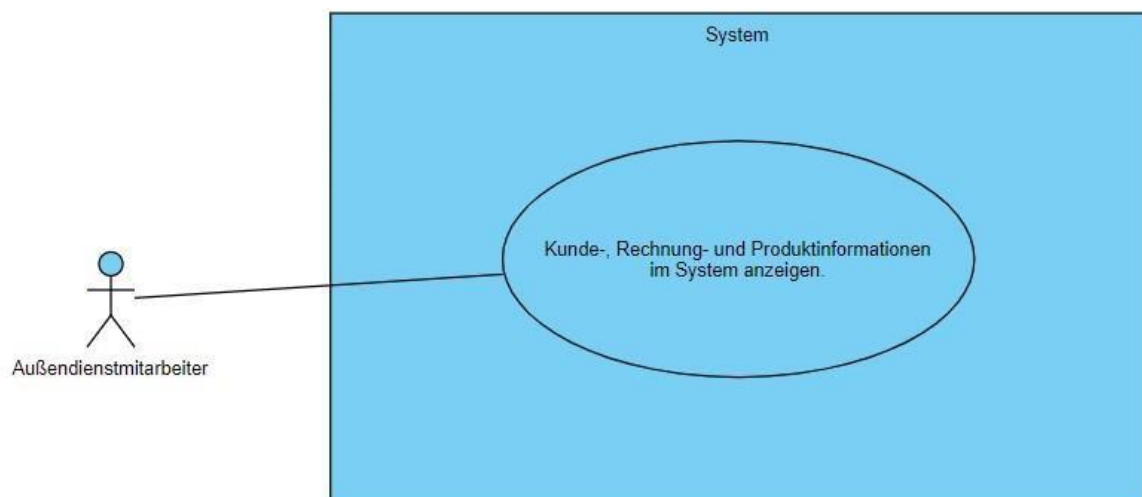 System
Kunde-, Rechnung- und Produktinformationen
im System anzeigen.
Außendienstmitarbeiter